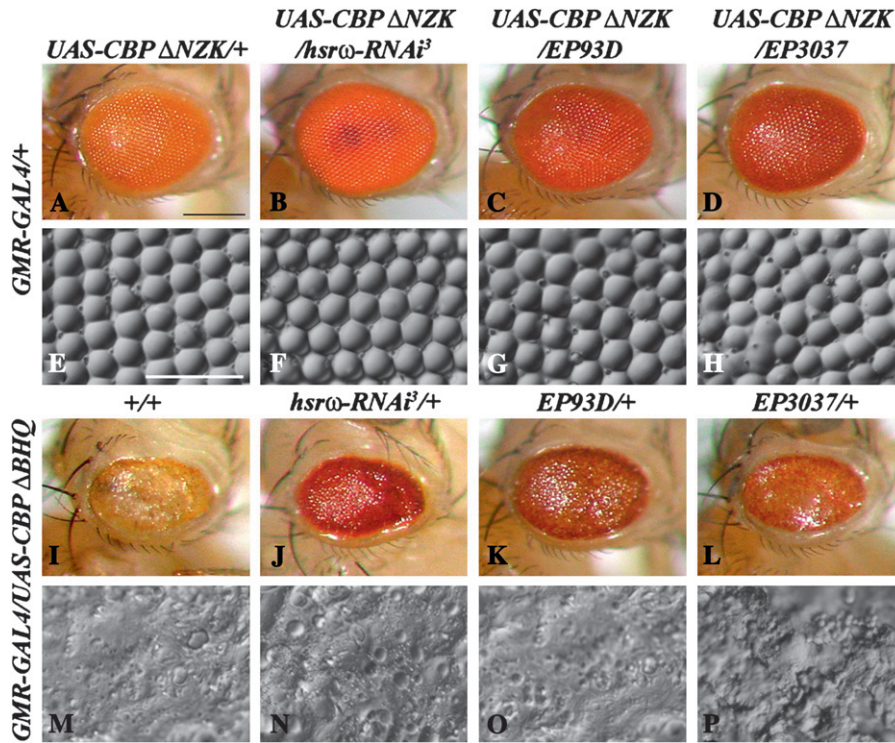 UAS-CBP ΔNZK/+
UAS-CBP ΔNZK
/hsrω-RNAi³
UAS-CBP ΔNZK
/EP93D
UAS-CBP ΔNZK
/EP3037
GMR-GAL4/+
A
B
C
D
E
F
G
H
+/+
hsrω-RNAi³/+
EP93D/+
EP3037/+
GMR-GAL4/UAS-CBP ΔBHQ
I
J
K
L
M
N
O
P